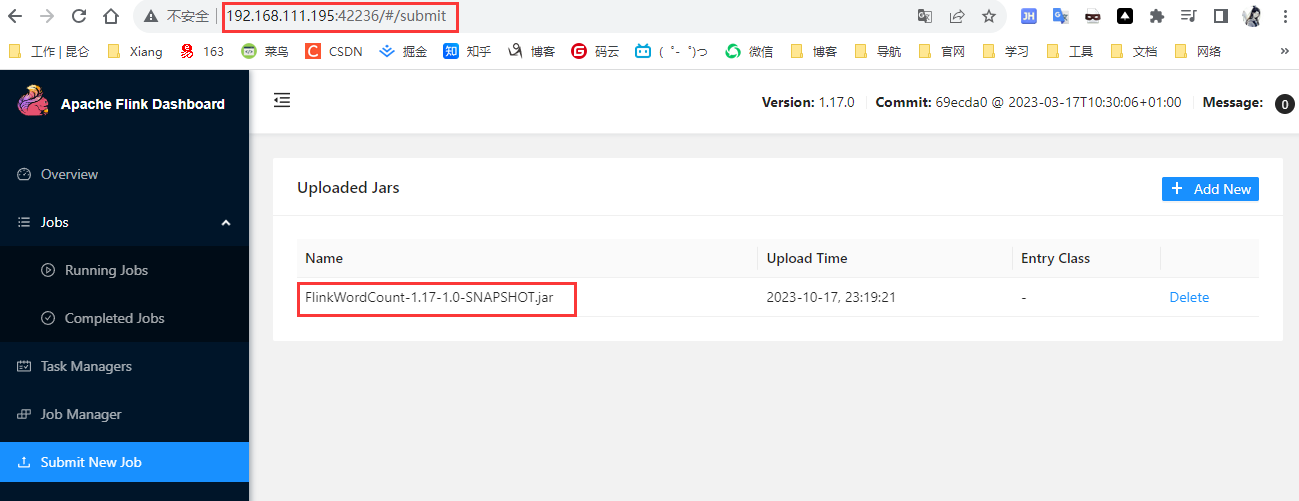 不安全 192.168.111.195:42236/#/submit
工作 | 昆仑 Xiang 163 菜鸟 CSDN 掘金 知乎 博客 码云 ( ゜- ゜)つ 微信 博客 导航 官网 学习 工具 文档 网络 »
Apache Flink Dashboard
Version: 1.17.0 Commit: 69ecda0 @ 2023-03-17T10:30:06+01:00 Message: 0
Overview
Jobs
Running Jobs
Completed Jobs
Task Managers
Job Manager
Submit New Job
Uploaded Jars
+ Add New
Name Upload Time Entry Class
FlinkWordCount-1.17-1.0-SNAPSHOT.jar 2023-10-17, 23:19:21 - Delete